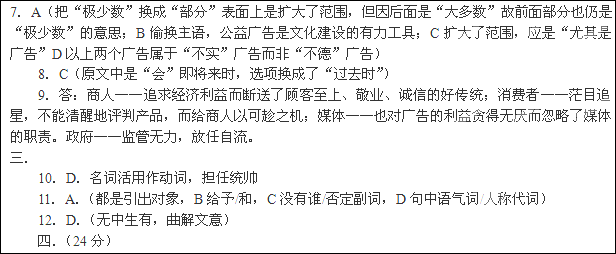 7．A（把“极少数”换成“部分”表面上是扩大了范围，但因后面是“大多数”故前面部分也仍是
“极少数”的意思；B 偷换主语，公益广告是文化建设的有力工具；C 扩大了范围，应是“尤其是
广告”D 以上两个广告属于“不实”广告而非“不德”广告）
8．C（原文中是“会”即将来时，选项换成了“过去时”）
9．答：商人——追求经济利益而断送了顾客至上、敬业、诚信的好传统；消费者——茫目追
星，不能清醒地评判产品，而给商人以可趁之机；媒体——也对广告的利益贪得无厌而忽略了媒体
的职责。政府——监管无力，放任自流。
三．
10．D．名词活用作动词，担任统帅
11．A．（都是引出对象，B 给予/和，C 没有谁/否定副词，D 句中语气词/人称代词）
12．D．（无中生有，曲解文意）
四．（24 分）